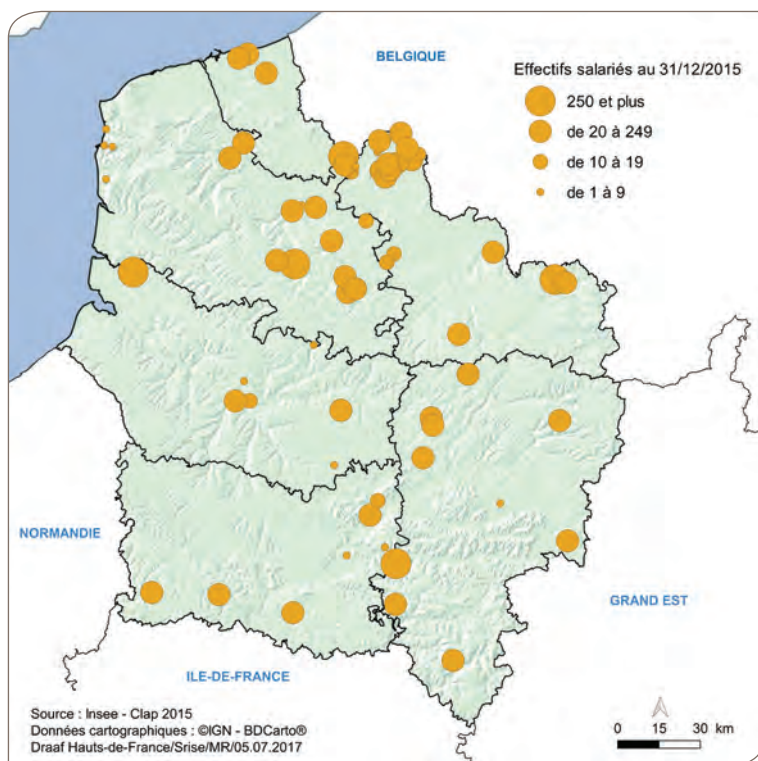 BELGIQUE
Effectifs salariés au 31/12/2015
250 et plus
de 20 à 249
de 10 à 19
de 1 à 9
NORMANDIE
GRAND EST
ILE-DE-FRANCE
Source : Insee - Clap 2015
Données cartographiques : ©IGN - BDCarto®
Draaf Hauts-de-France/Srise/MR/05.07.2017
0 15 30 km